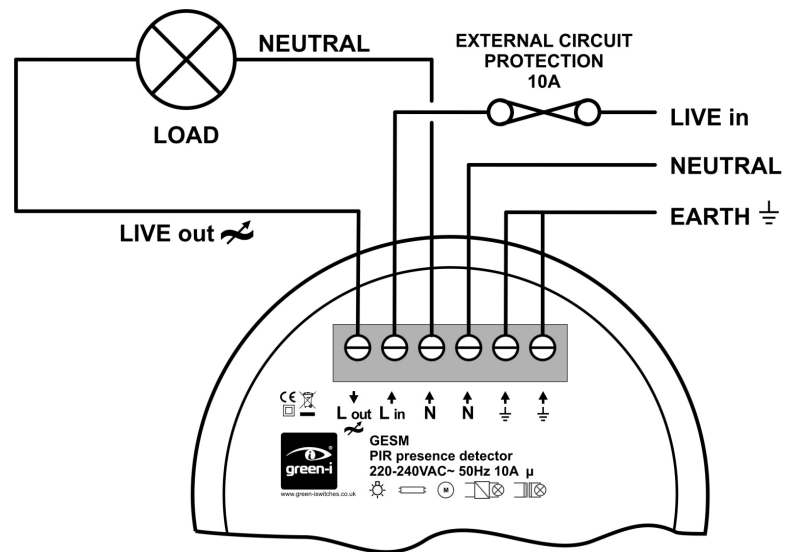 NEUTRAL
EXTERNAL CIRCUIT
PROTECTION
10A
LOAD
LIVE in
NEUTRAL
EARTH
LIVE out
CE
L out L in N N
green-i
www.green-iswitches.co.uk
GESM
PIR presence detector
220-240VAC~ 50Hz 10A µ
M